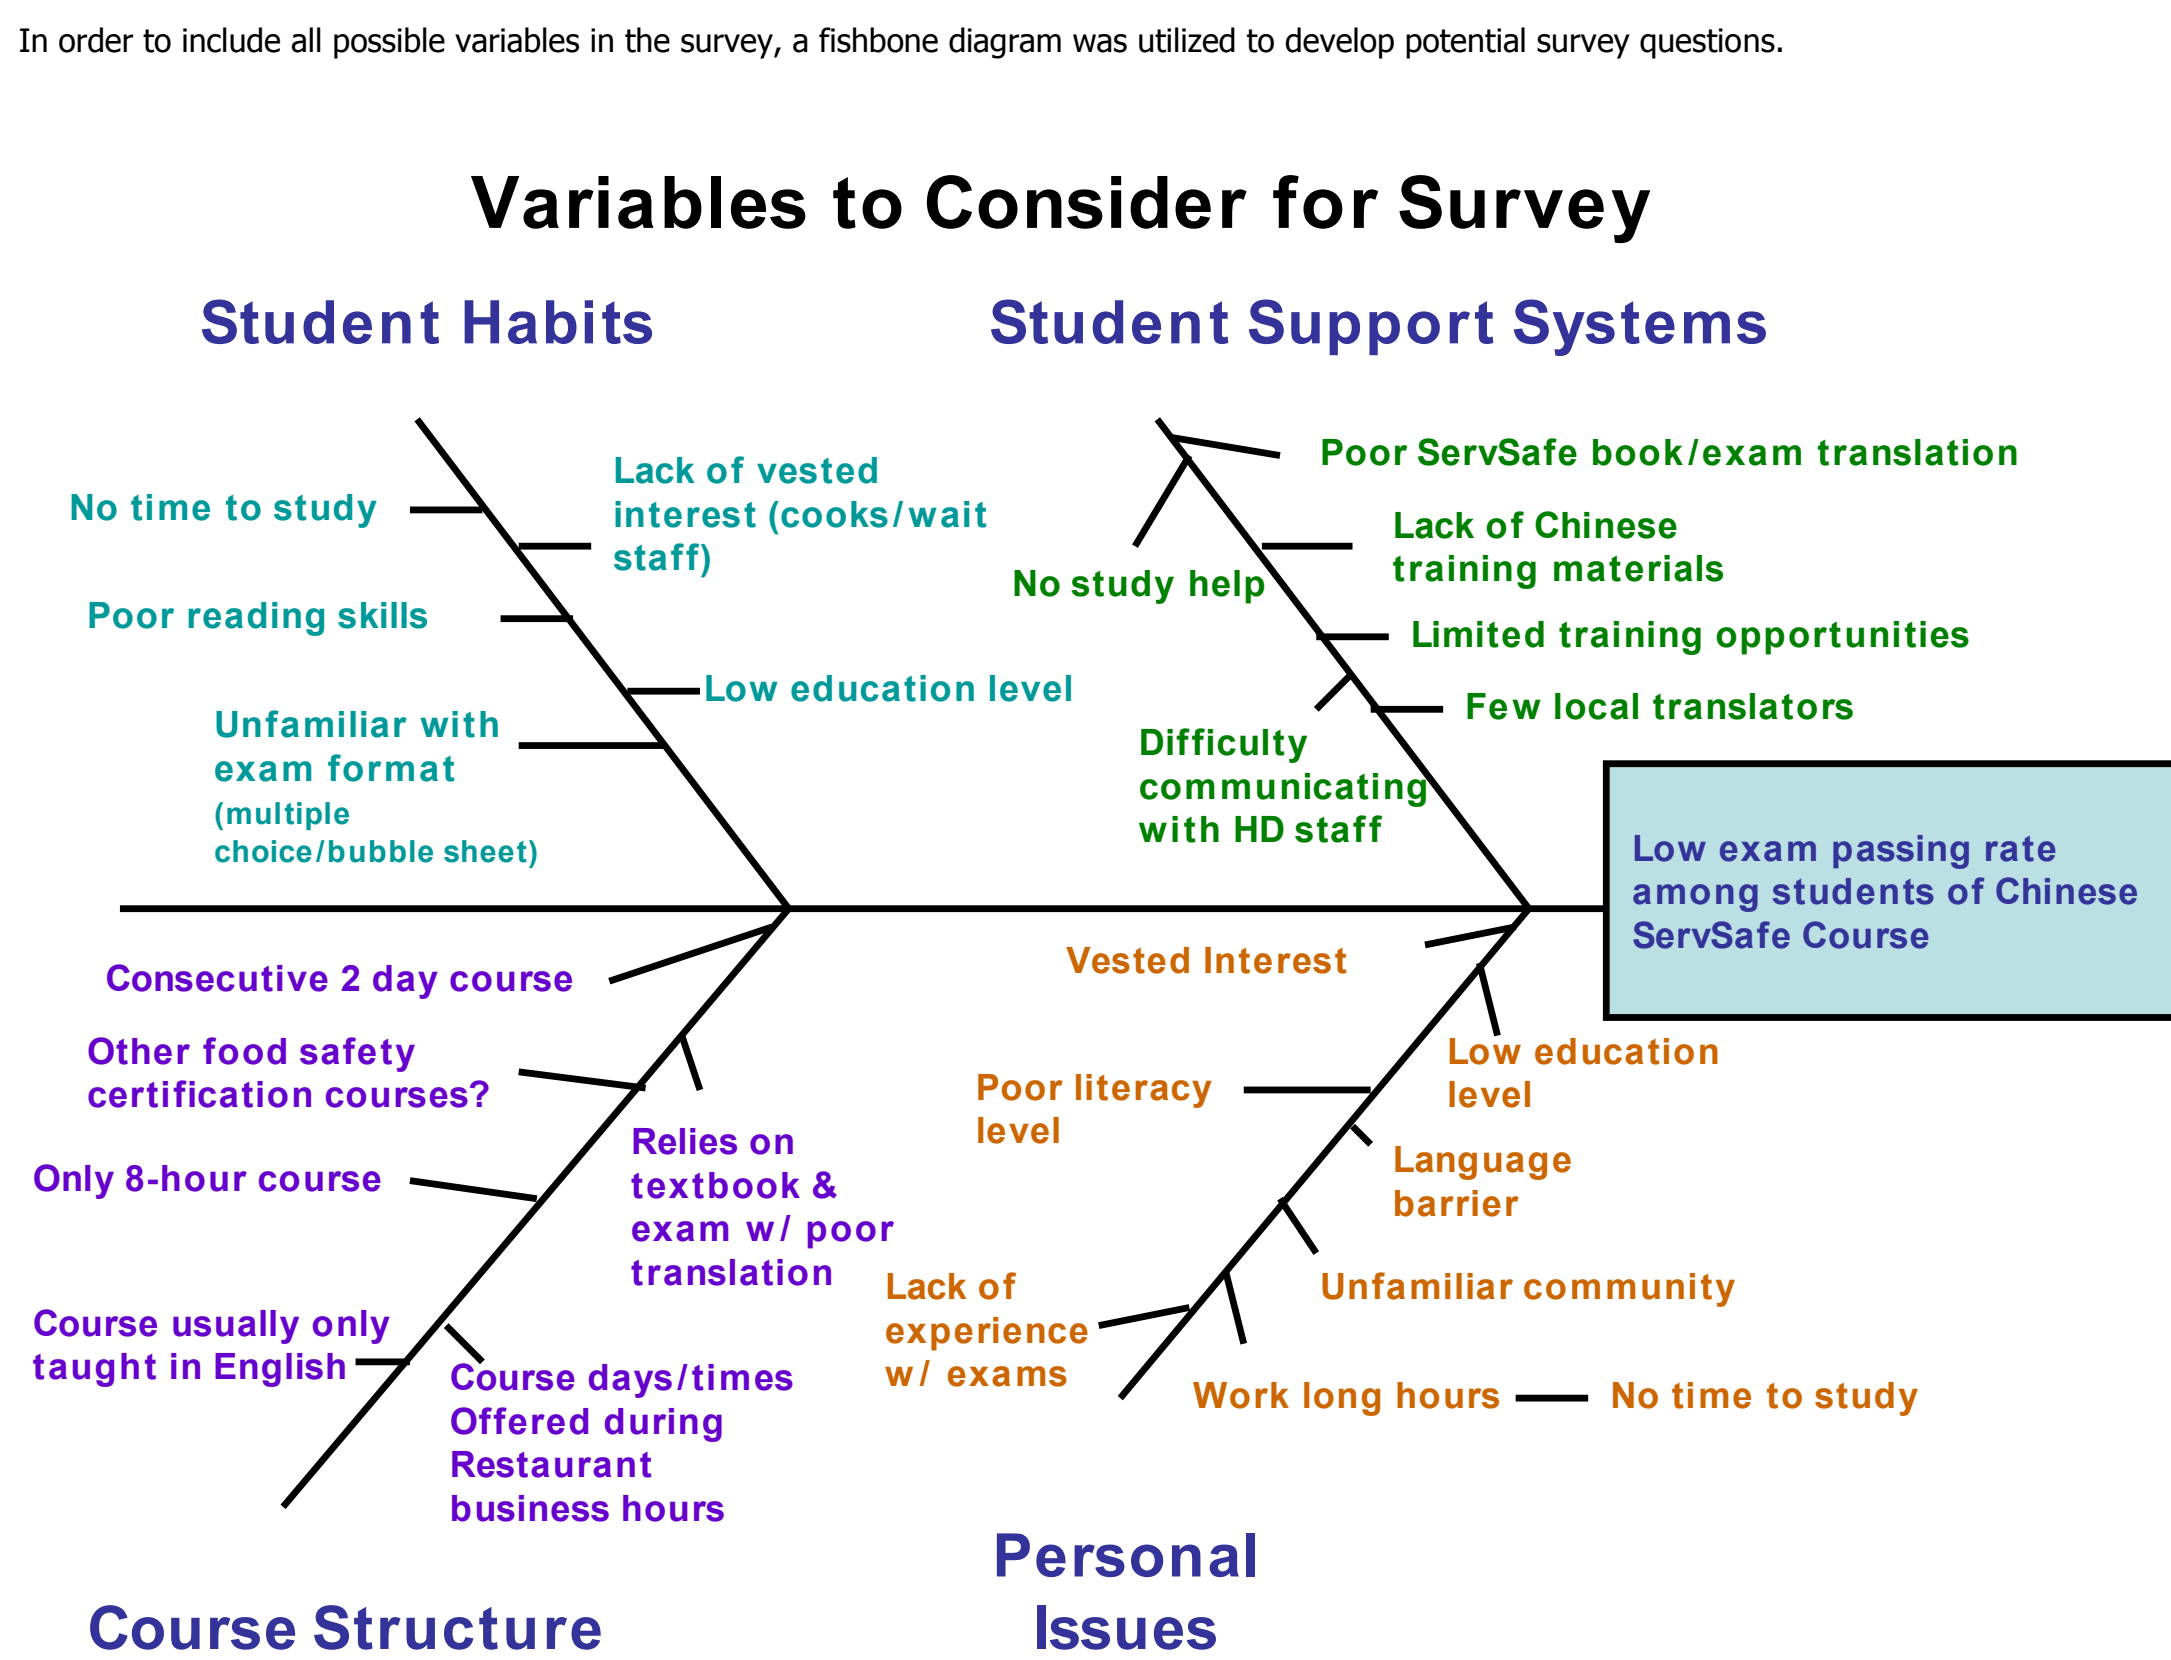 In order to include all possible variables in the survey, a fishbone diagram was utilized to develop potential survey questions.
Variables to Consider for Survey
Student Habits
No time to study
Lack of vested
interest (cooks/wait
staff)
Poor reading skills
Low education level
Unfamiliar with
exam format
(multiple
choice/bubble sheet)
Student Support Systems
Poor ServSafe book/exam translation
No study help
Lack of Chinese
training materials
Limited training opportunities
Few local translators
Difficulty
communicating
with HD staff
Low exam passing rate
among students of Chinese
ServSafe Course
Consecutive 2 day course
Other food safety
certification courses?
Relies on
textbook &
exam w/ poor
translation
Only 8-hour course
Course usually only
taught in English
Course days/times
Offered during
Restaurant
business hours
Course Structure
Vested Interest
Low education
level
Poor literacy
level
Language
barrier
Unfamiliar community
Lack of
experience
w/ exams
Work long hours
No time to study
Personal
Issues